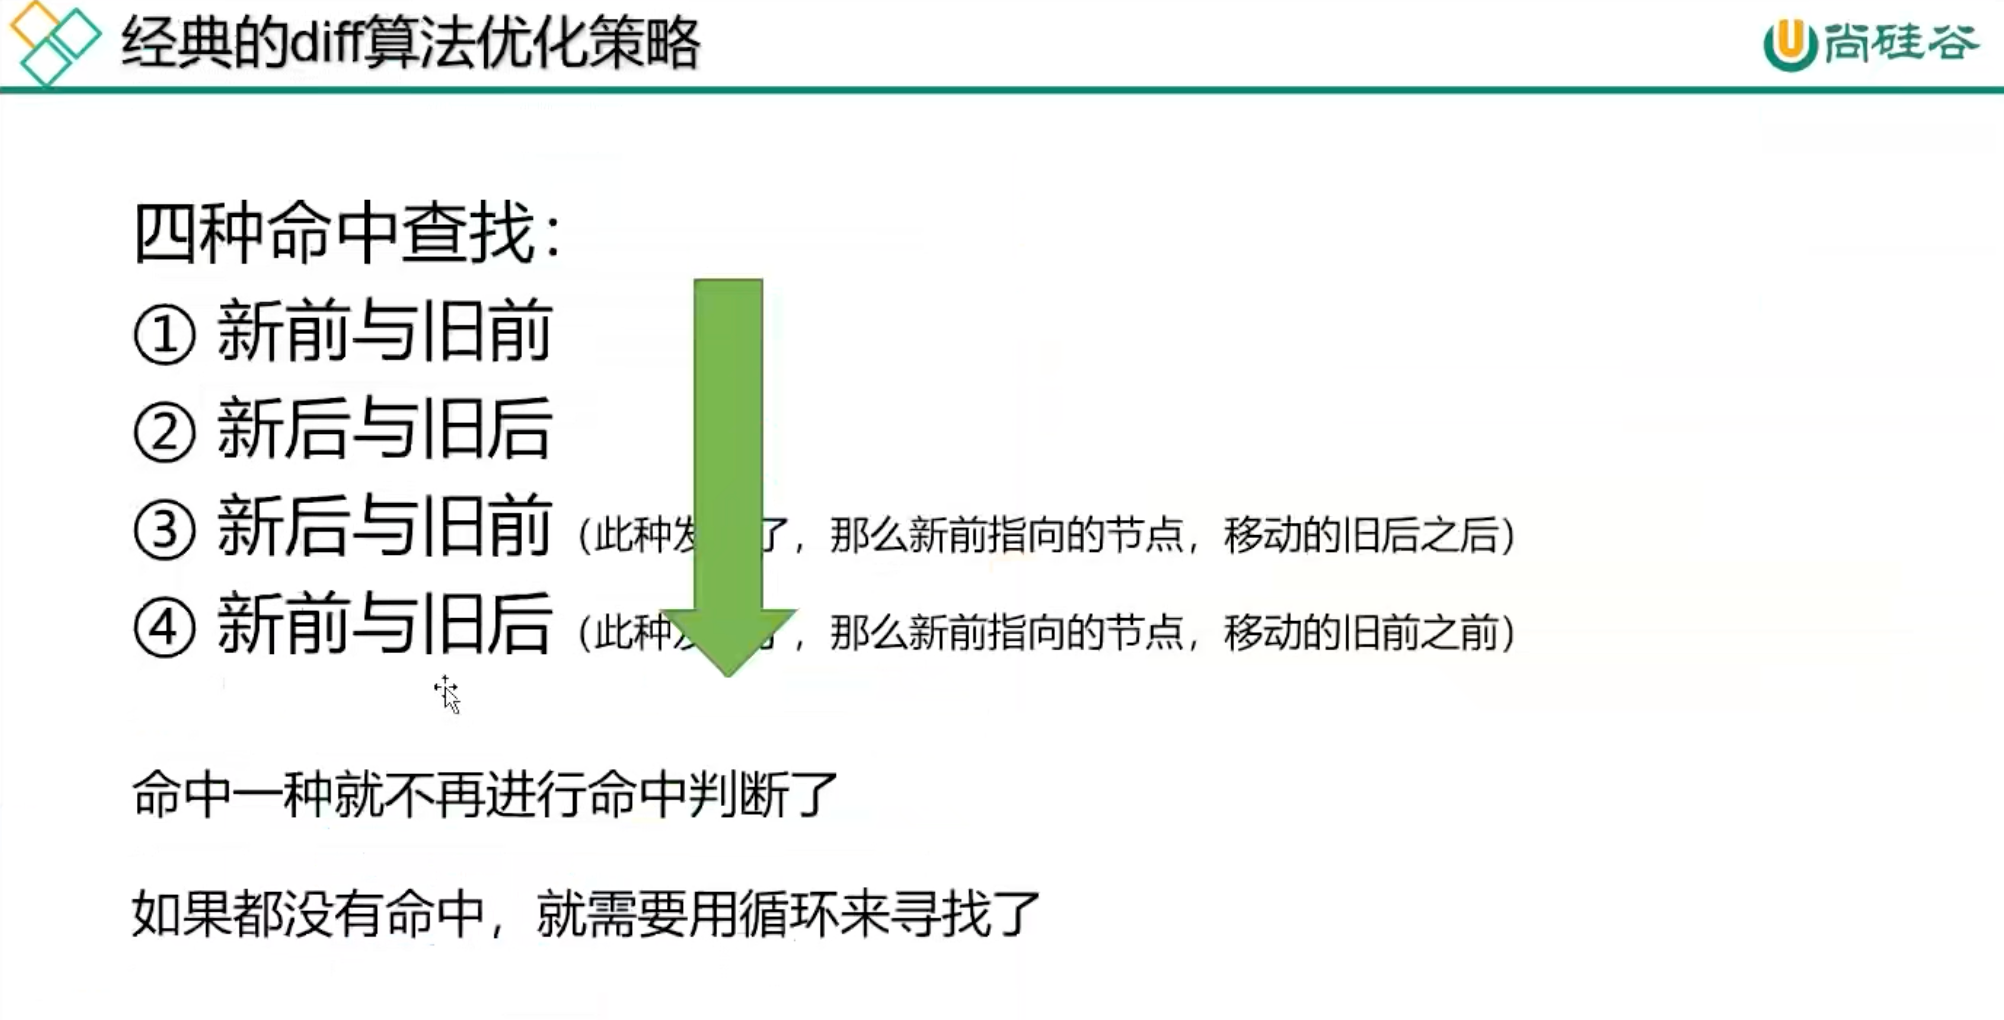 经典的diff算法优化策略
尚硅谷
四种命中查找：
① 新前与旧前
② 新后与旧后
③ 新后与旧前（此种发了，那么新前指向的节点，移动的旧后之后）
④ 新前与旧后（此种，那么新前指向的节点，移动的旧前之前）
命中一种就不再进行命中判断了
如果都没有命中，就需要用循环来寻找了